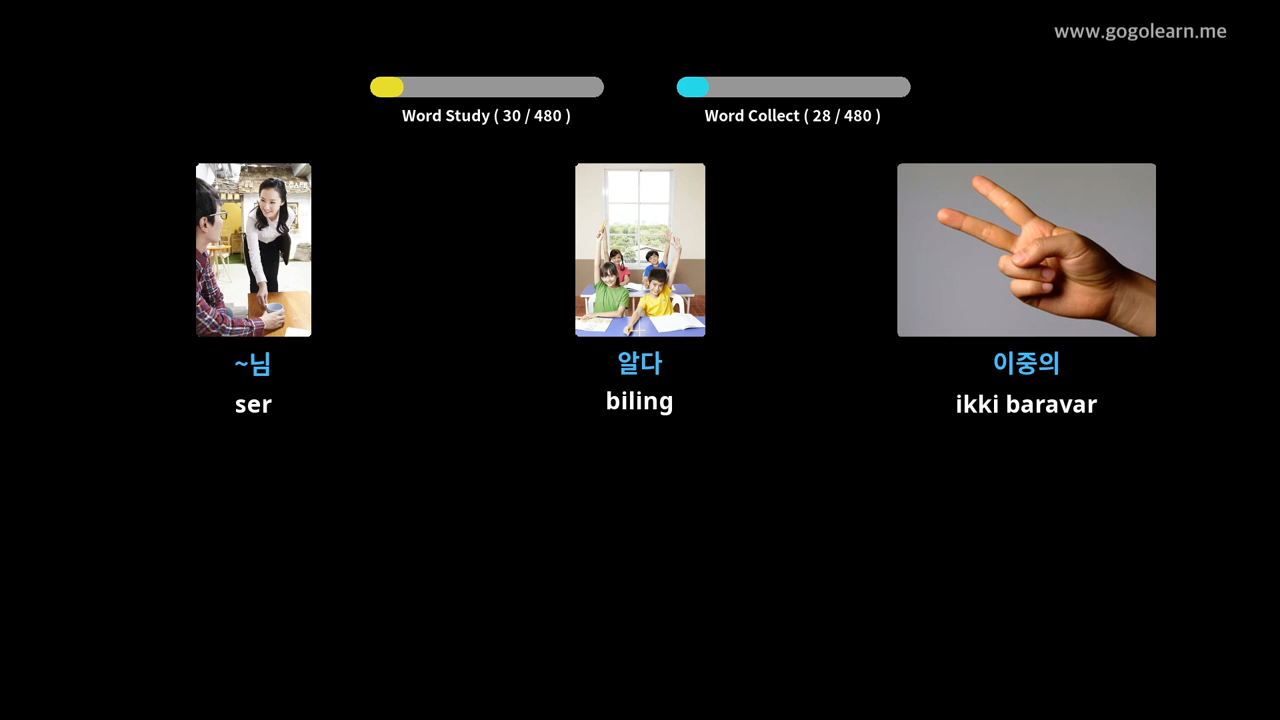 www.gogolearn.me
Word Study ( 30 / 480 )
Word Collect ( 28 / 480 )
~님
알다
이중의
ser
biling
ikki baravar